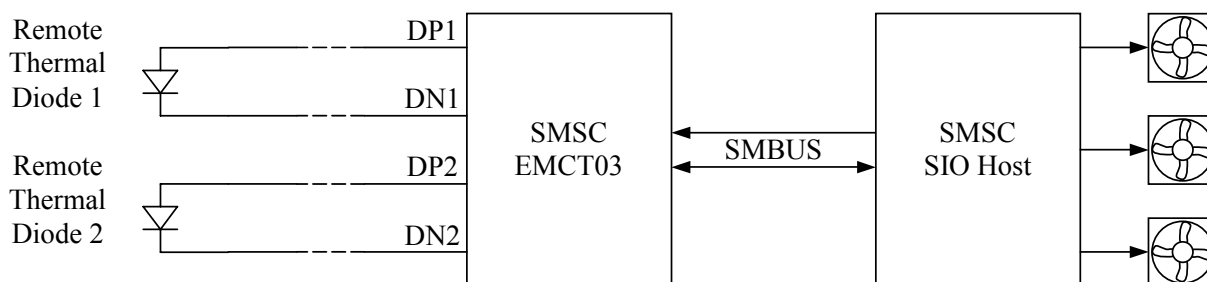 Remote
Thermal
Diode 1
DP1
DN1
Remote
Thermal
Diode 2
DP2
DN2
SMSC
EMCT03
SMBUS
SMSC
SIO Host